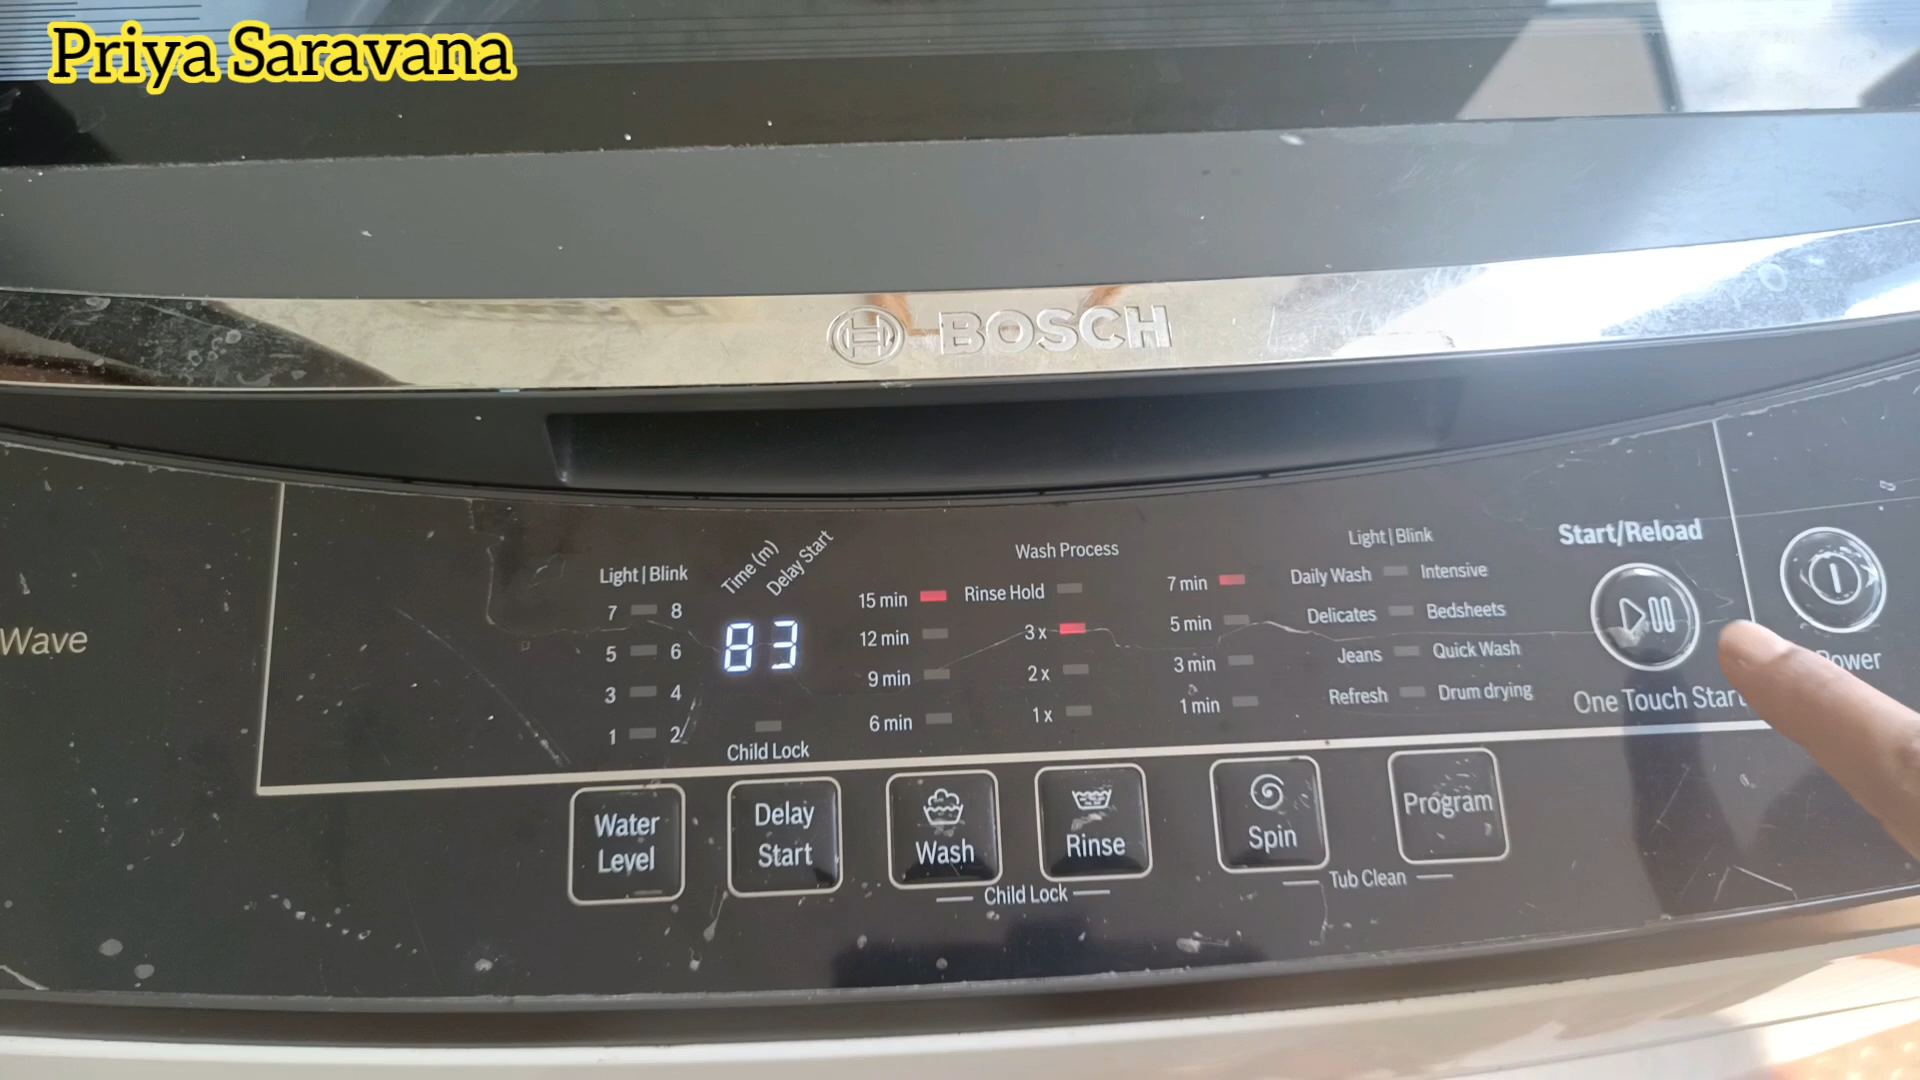 Priya Saravana
BOSCH
Wave
Light | Blink
7 8
5 6
3 4
1 2
Time (m)
Delay Start
83
Child Lock
Wash Process
15 min
12 min
9 min
6 min
Rinse Hold
3 x
2 x
1 x
7 min
5 min
3 min
1 min
Light | Blink
Daily Wash Intensive
Delicates Bedsheets
Jeans Quick Wash
Refresh Drum drying
Start/Reload
One Touch Start
Power
Water
Level
Delay
Start
Wash
Rinse
Spin
Program
Child Lock
Tub Clean